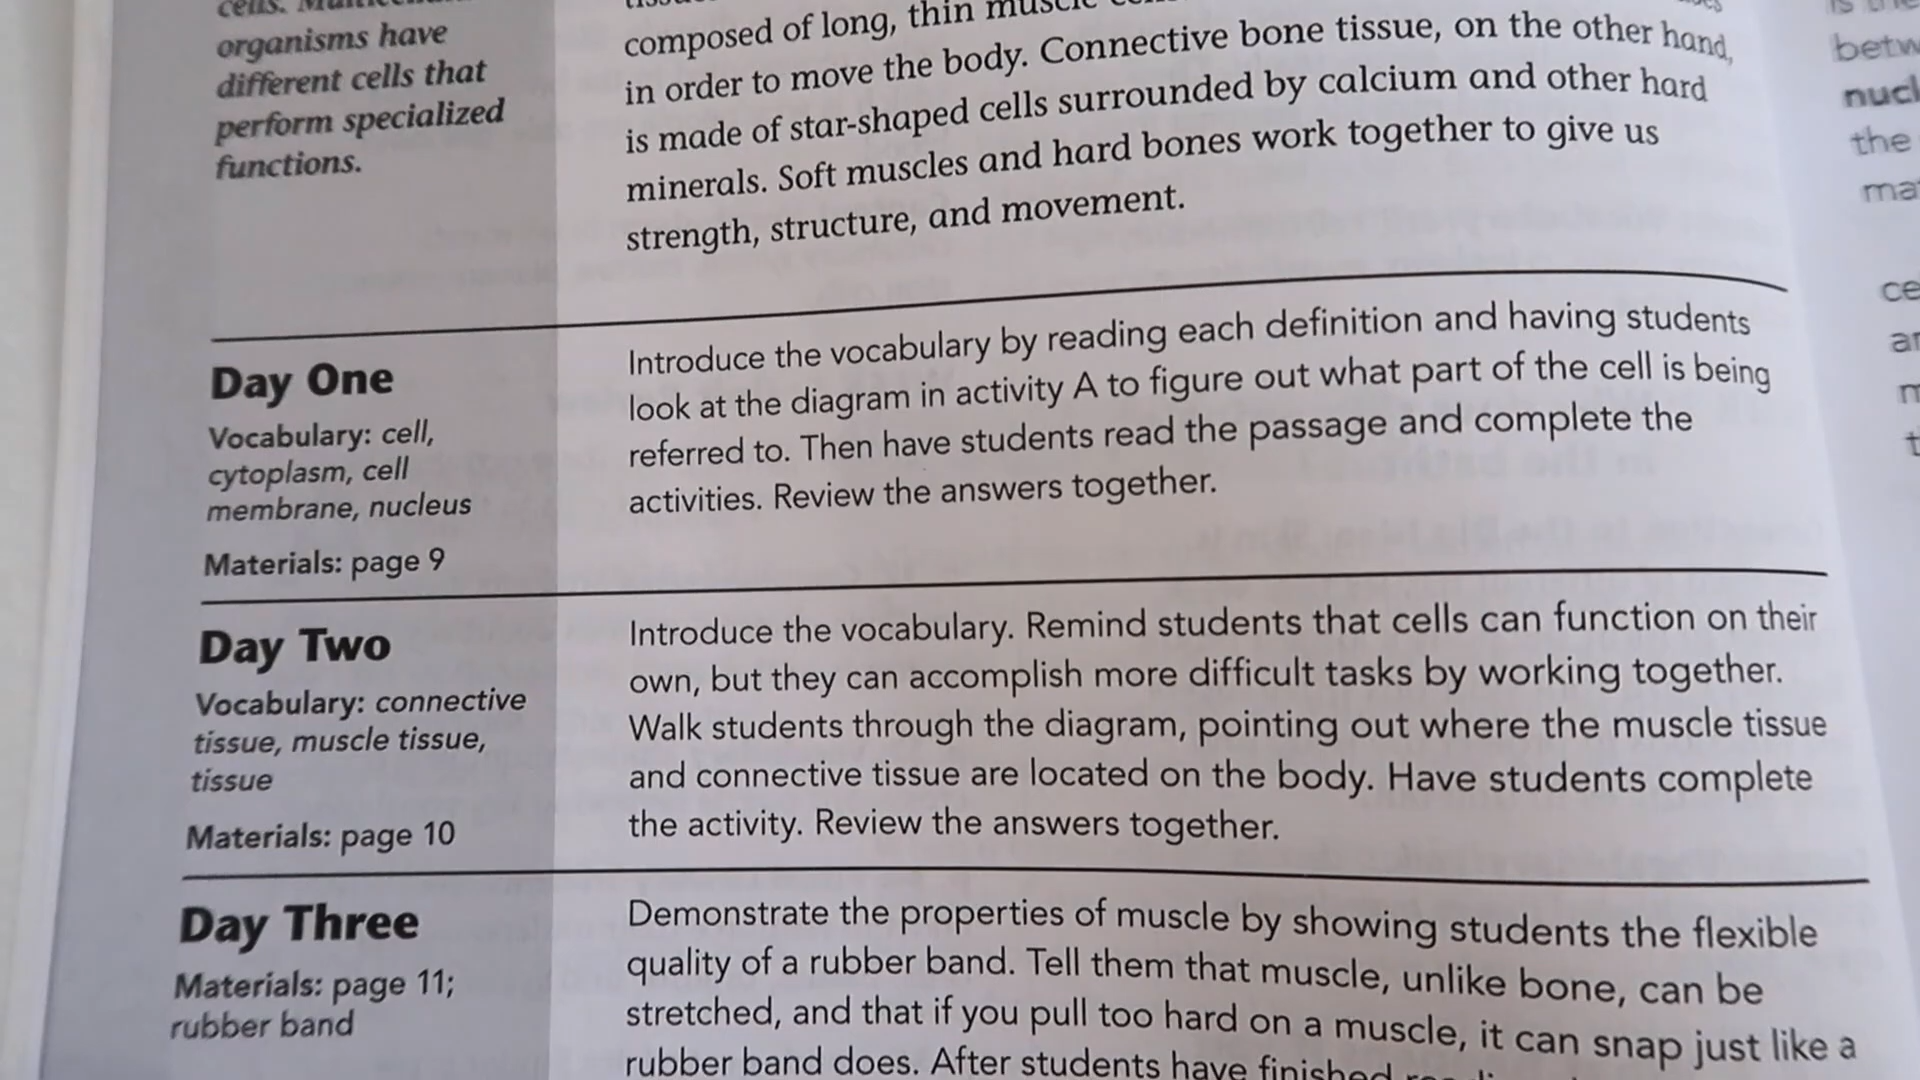 cells.
organisms have
different cells that
perform specialized
functions.
composed of long, thin muscle
in order to move the body. Connective bone tissue, on the other hand,
is made of star-shaped cells surrounded by calcium and other hard
minerals. Soft muscles and hard bones work together to give us
strength, structure, and movement.
Day One
Vocabulary: cell,
cytoplasm, cell
membrane, nucleus
Materials: page 9
Introduce the vocabulary by reading each definition and having students
look at the diagram in activity A to figure out what part of the cell is being
referred to. Then have students read the passage and complete the
activities. Review the answers together.
Day Two
Vocabulary: connective
tissue, muscle tissue,
tissue
Materials: page 10
Introduce the vocabulary. Remind students that cells can function on their
own, but they can accomplish more difficult tasks by working together.
Walk students through the diagram, pointing out where the muscle tissue
and connective tissue are located on the body. Have students complete
the activity. Review the answers together.
Day Three
Materials: page 11;
rubber band
Demonstrate the properties of muscle by showing students the flexible
quality of a rubber band. Tell them that muscle, unlike bone, can be
stretched, and that if you pull too hard on a muscle, it can snap just like a
rubber band does. After students have finished
the